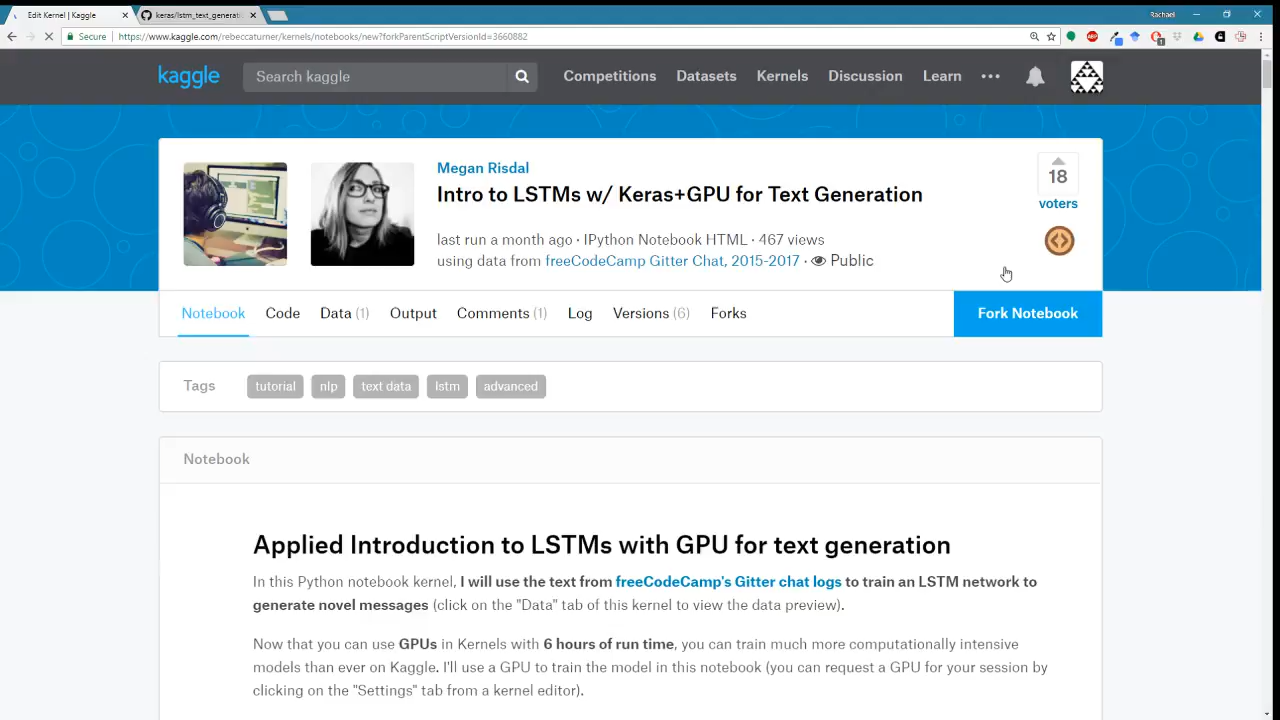 Edit Kernel | Kaggle
keras/lstm_text_generati
Rachael
Secure
https://www.kaggle.com/rebeccaturner/kernels/notebooks/new?forkParentScriptVersionId=3660882
kaggle
Search kaggle
Competitions
Datasets
Kernels
Discussion
Learn
Megan Risdal
Intro to LSTMs w/ Keras+GPU for Text Generation
last run a month ago · IPython Notebook HTML · 467 views
using data from freeCodeCamp Gitter Chat, 2015-2017 · Public
18
voters
Notebook
Code
Data (1)
Output
Comments (1)
Log
Versions (6)
Forks
Fork Notebook
Tags
tutorial
nlp
text data
lstm
advanced
Notebook
Applied Introduction to LSTMs with GPU for text generation
In this Python notebook kernel, I will use the text from freeCodeCamp's Gitter chat logs to train an LSTM network to
generate novel messages (click on the "Data" tab of this kernel to view the data preview).
Now that you can use GPUs in Kernels with 6 hours of run time, you can train much more computationally intensive
models than ever on Kaggle. I'll use a GPU to train the model in this notebook (you can request a GPU for your session by
clicking on the "Settings" tab from a kernel editor).